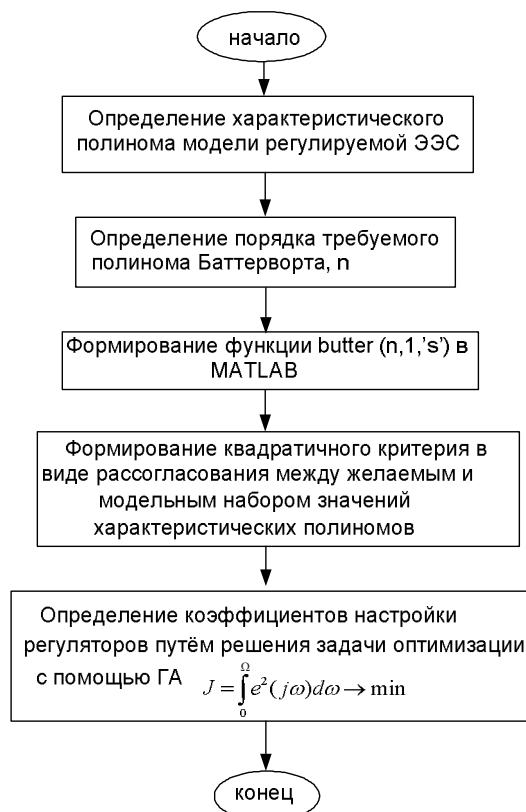 начало
Определение характеристического
полинома модели регулируемой ЭЭС
Определение порядка требуемого
полинома Баттерворта, n
Формирование функции butter (n,1,’s’) в
MATLAB
Формирование квадратичного критерия в
виде рассогласования между желаемым и
модельным набором значений
характеристических полиномов
Определение коэффициентов настройки
регуляторов путём решения задачи оптимизации
с помощью ГА J = ∫₀^Ω e²(jω)dω → min
конец